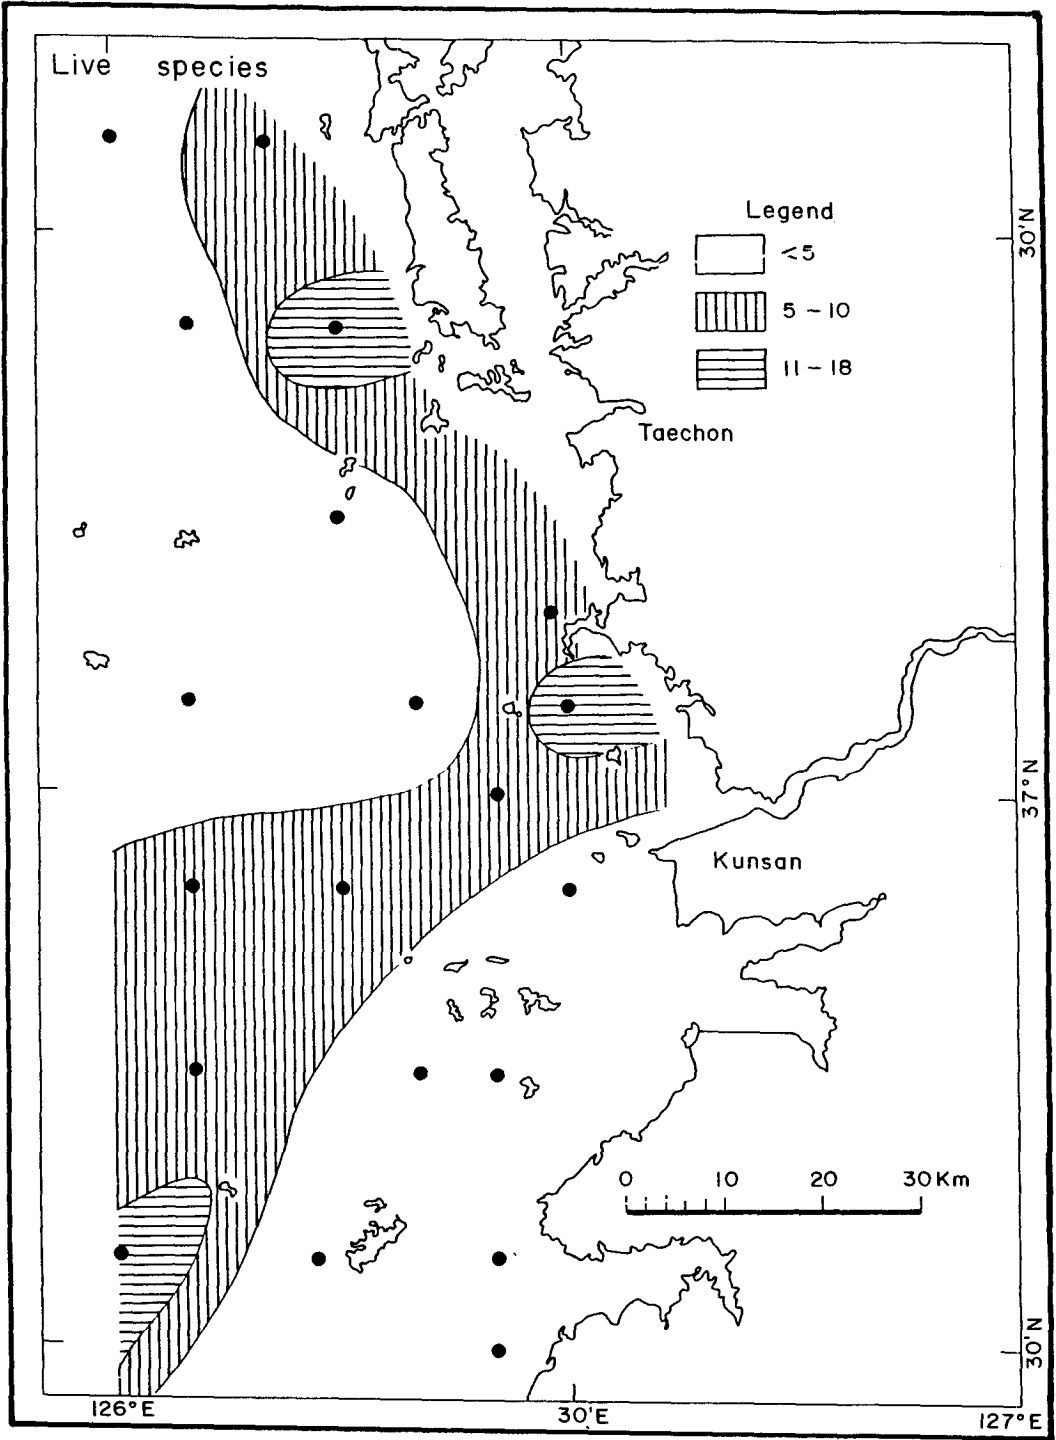 Live species
Legend
<5
5 - 10
11 - 18
30'N
Taechon
37° N
Kunsan
0 10 20 30 Km
30'N
126°E 30'E 127°E